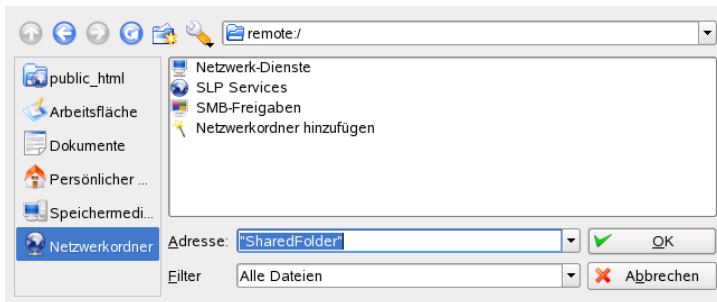 remote:/
public_html
Arbeitsfläche
Dokumente
Persönlicher ...
Speichermedi...
Netzwerkordner
Netzwerk-Dienste
SLP Services
SMB-Freigaben
Netzwerkordner hinzufügen
Adresse: "SharedFolder" OK
Filter Alle Dateien Abbrechen